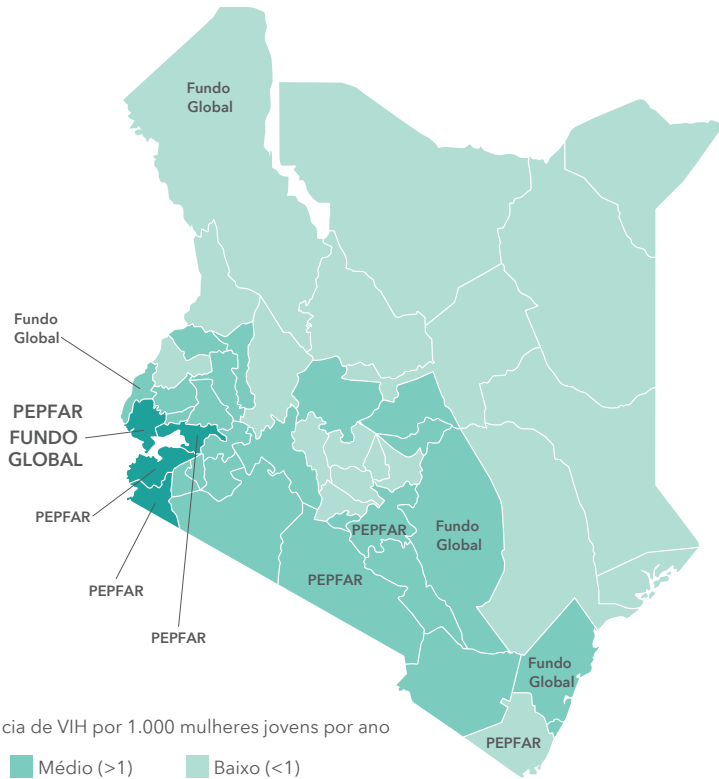 Fundo
Global
Fundo
Global
PEPFAR
FUNDO
GLOBAL
PEPFAR
PEPFAR
PEPFAR
PEPFAR
PEPFAR
Fundo
Global
Fundo
Global
PEPFAR
cia de VIH por 1.000 mulheres jovens por ano
Médio (>1)
Baixo (<1)